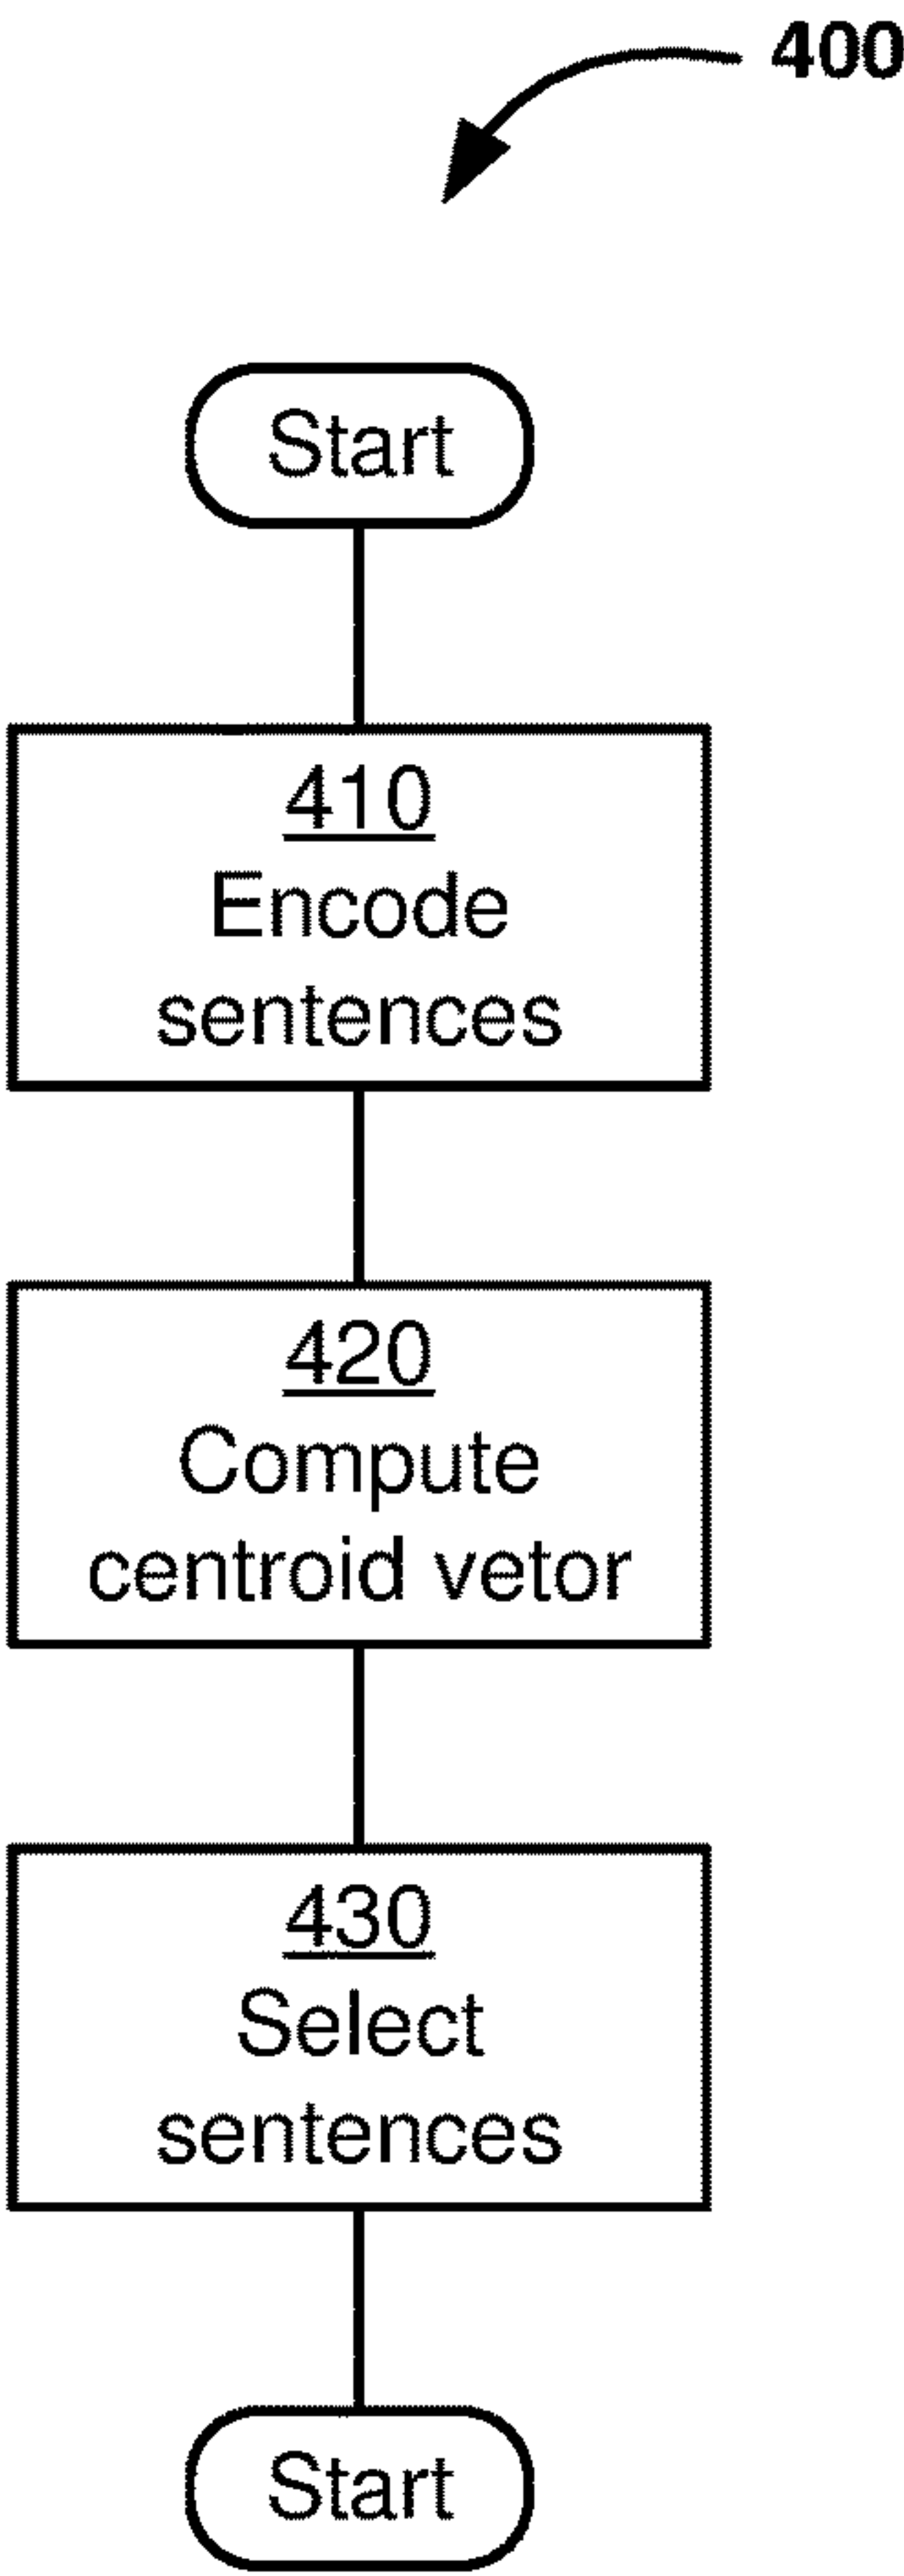 400
Start
410
Encode
sentences
420
Compute
centroid vetor
430
Select
sentences
Start